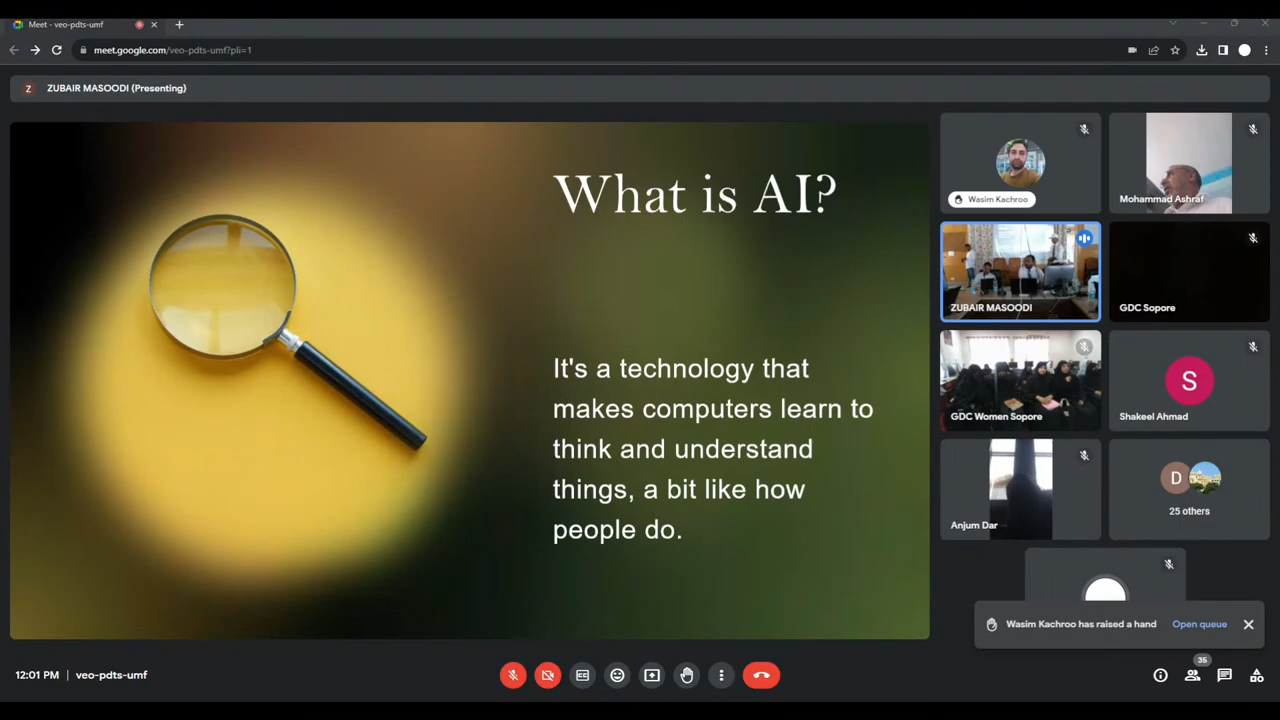 Meet - veo-pdts-umf
meet.google.com/veo-pdts-umf?pli=1
Z ZUBAIR MASOODI (Presenting)
What is AI?
It's a technology that
makes computers learn to
think and understand
things, a bit like how
people do.
Wasim Kachroo
Mohammad Asbraf
ZUBAIR MASOODI
GDC Sopore
GDC Women Sopore
S
Shakeel Ahmad
Anjum Dar
D
25 others
Wasim Kachroo has raised a hand Open queue
12:01 PM | veo-pdts-umf
35